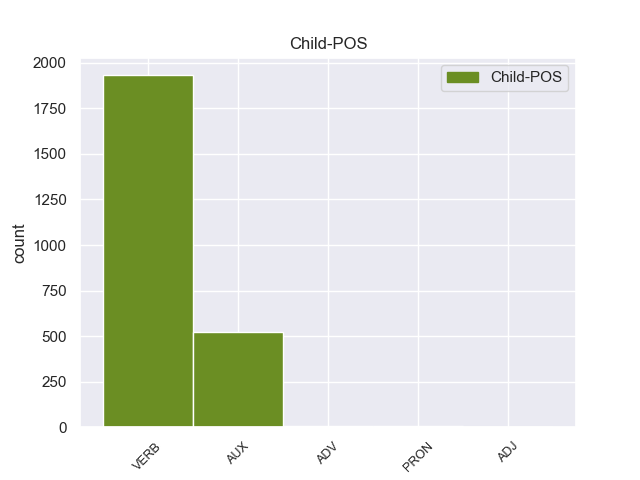 Child-POS
Child-POS
2000
1750
1500
1250
1000
750
500
250
0
count
VERB
AUX
ADV
PRON
ADJ